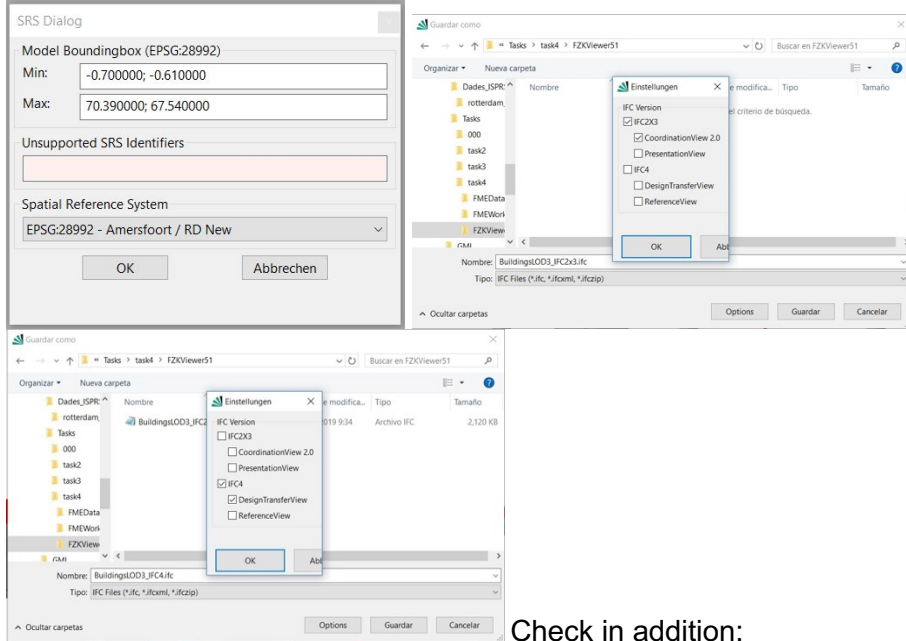 SRS Dialog
Model Boundingbox (EPSG:28992)
Min: -0.700000; -0.610000
Max: 70.390000; 67.540000
Unsupported SRS Identifiers
Spatial Reference System
EPSG:28992 - Amersfoort / RD New
OK Abbrechen
Guardar como
« Tasks > task4 > FZKViewer51 Buscar en FZKViewer51
Organizar Nueva carpeta
Dades_ISPR: Nombre e modifica... Tipo Tamaño
rotterdam_ el criterio de búsqueda.
Tasks
000
task2
task3
task4
FMEData
FMEWork
FZKView
GML
Einstellungen
IFC Version
IFC2X3
CoordinationView 2.0
PresentationView
IFC4
DesignTransferView
ReferenceView
OK Abb
Nombre: BuildingsLOD3_IFC2x3.ifc
Tipo: IFC Files (*.ifc, *.ifcxml, *.ifczip)
Ocultar carpetas Options Guardar Cancelar
Guardar como
« Tasks > task4 > FZKViewer51 Buscar en FZKViewer51
Organizar Nueva carpeta
Dades_ISPR: Nombre e modifica... Tipo Tamaño
rotterdam_ BuildingsLOD3_IFC2 2019 9:34 Archivo IFC 2,120 KB
Tasks
000
task2
task3
task4
FMEData
FMEWork
FZKView
GML
Einstellungen
IFC Version
IFC2X3
CoordinationView 2.0
PresentationView
IFC4
DesignTransferView
ReferenceView
OK Abb
Nombre: BuildingsLOD3_IFC4.ifc
Tipo: IFC Files (*.ifc, *.ifcxml, *.ifczip)
Ocultar carpetas Options Guardar Cancelar
Check in addition: